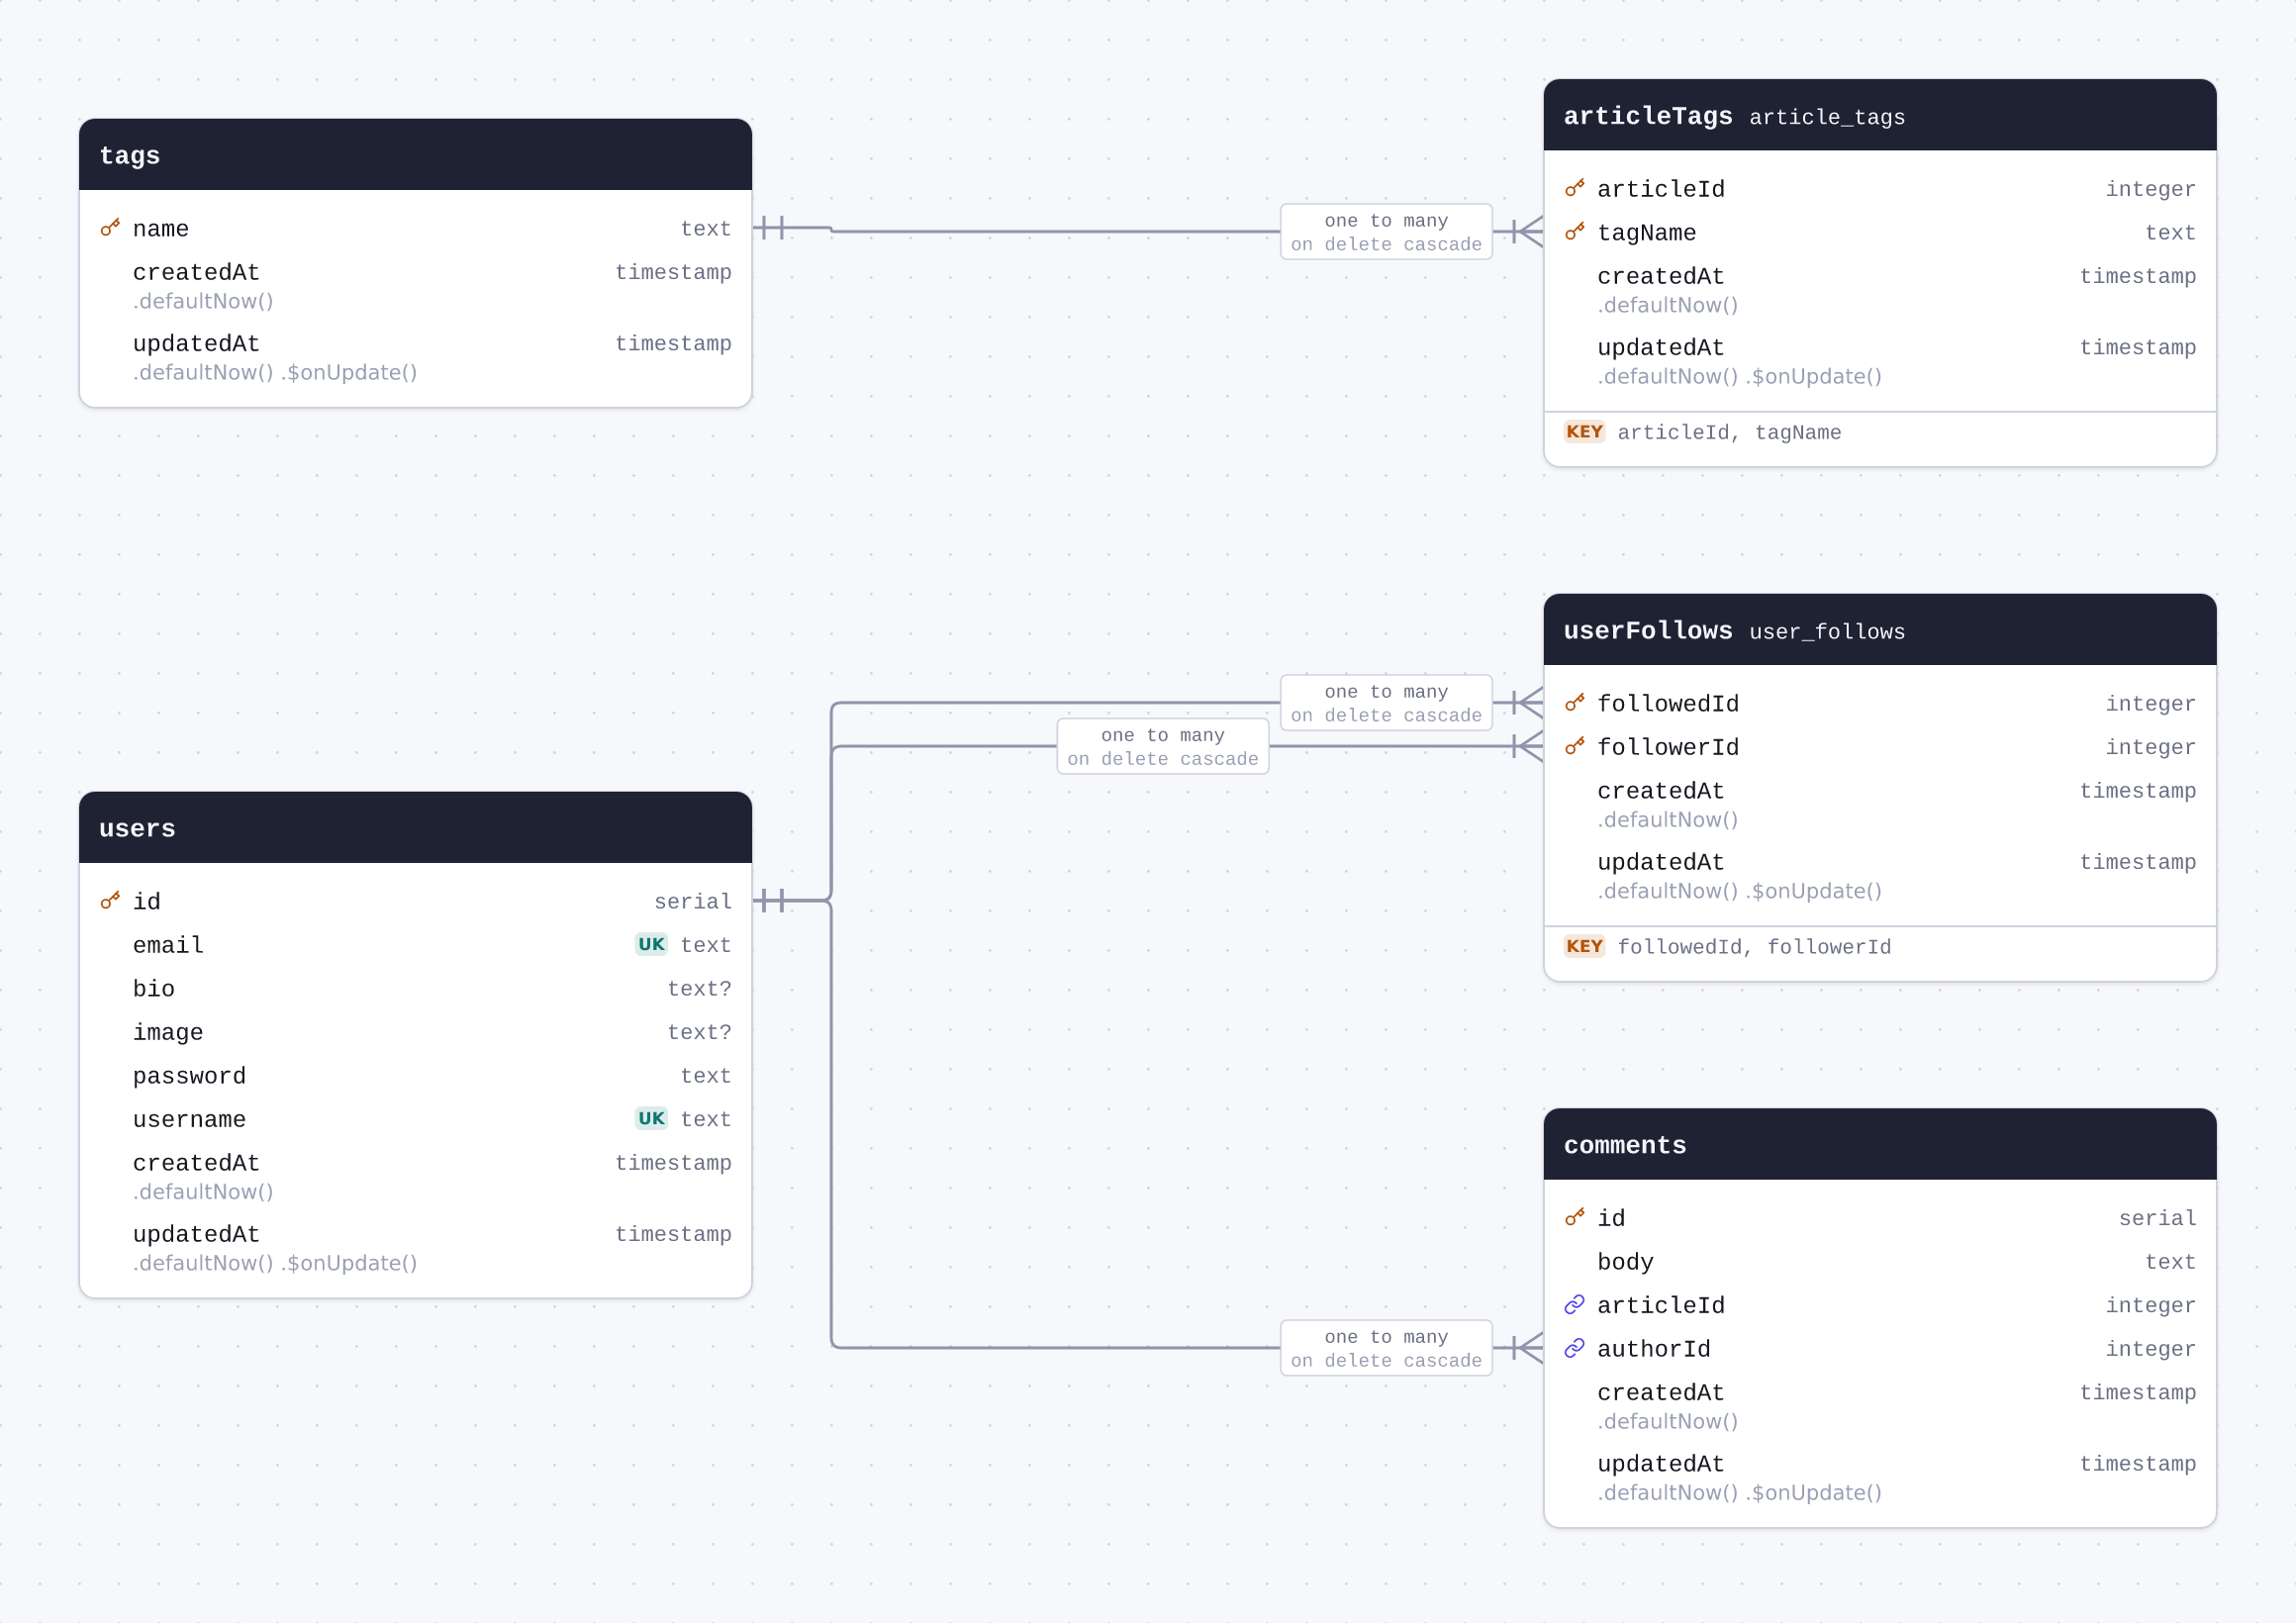 tags
name text
createdAt timestamp
.defaultNow()
updatedAt timestamp
.defaultNow() .$onUpdate()
one to many
on delete cascade
articleTags article_tags
articleId integer
tagName text
createdAt timestamp
.defaultNow()
updatedAt timestamp
.defaultNow() .$onUpdate()
KEY articleId, tagName
users
id serial
email UK text
bio text?
image text?
password text
username UK text
createdAt timestamp
.defaultNow()
updatedAt timestamp
.defaultNow() .$onUpdate()
one to many
on delete cascade
one to many
on delete cascade
userFollows user_follows
followedId integer
followerId integer
createdAt timestamp
.defaultNow()
updatedAt timestamp
.defaultNow() .$onUpdate()
KEY followedId, followerId
one to many
on delete cascade
comments
id serial
body text
articleId integer
authorId integer
createdAt timestamp
.defaultNow()
updatedAt timestamp
.defaultNow() .$onUpdate()